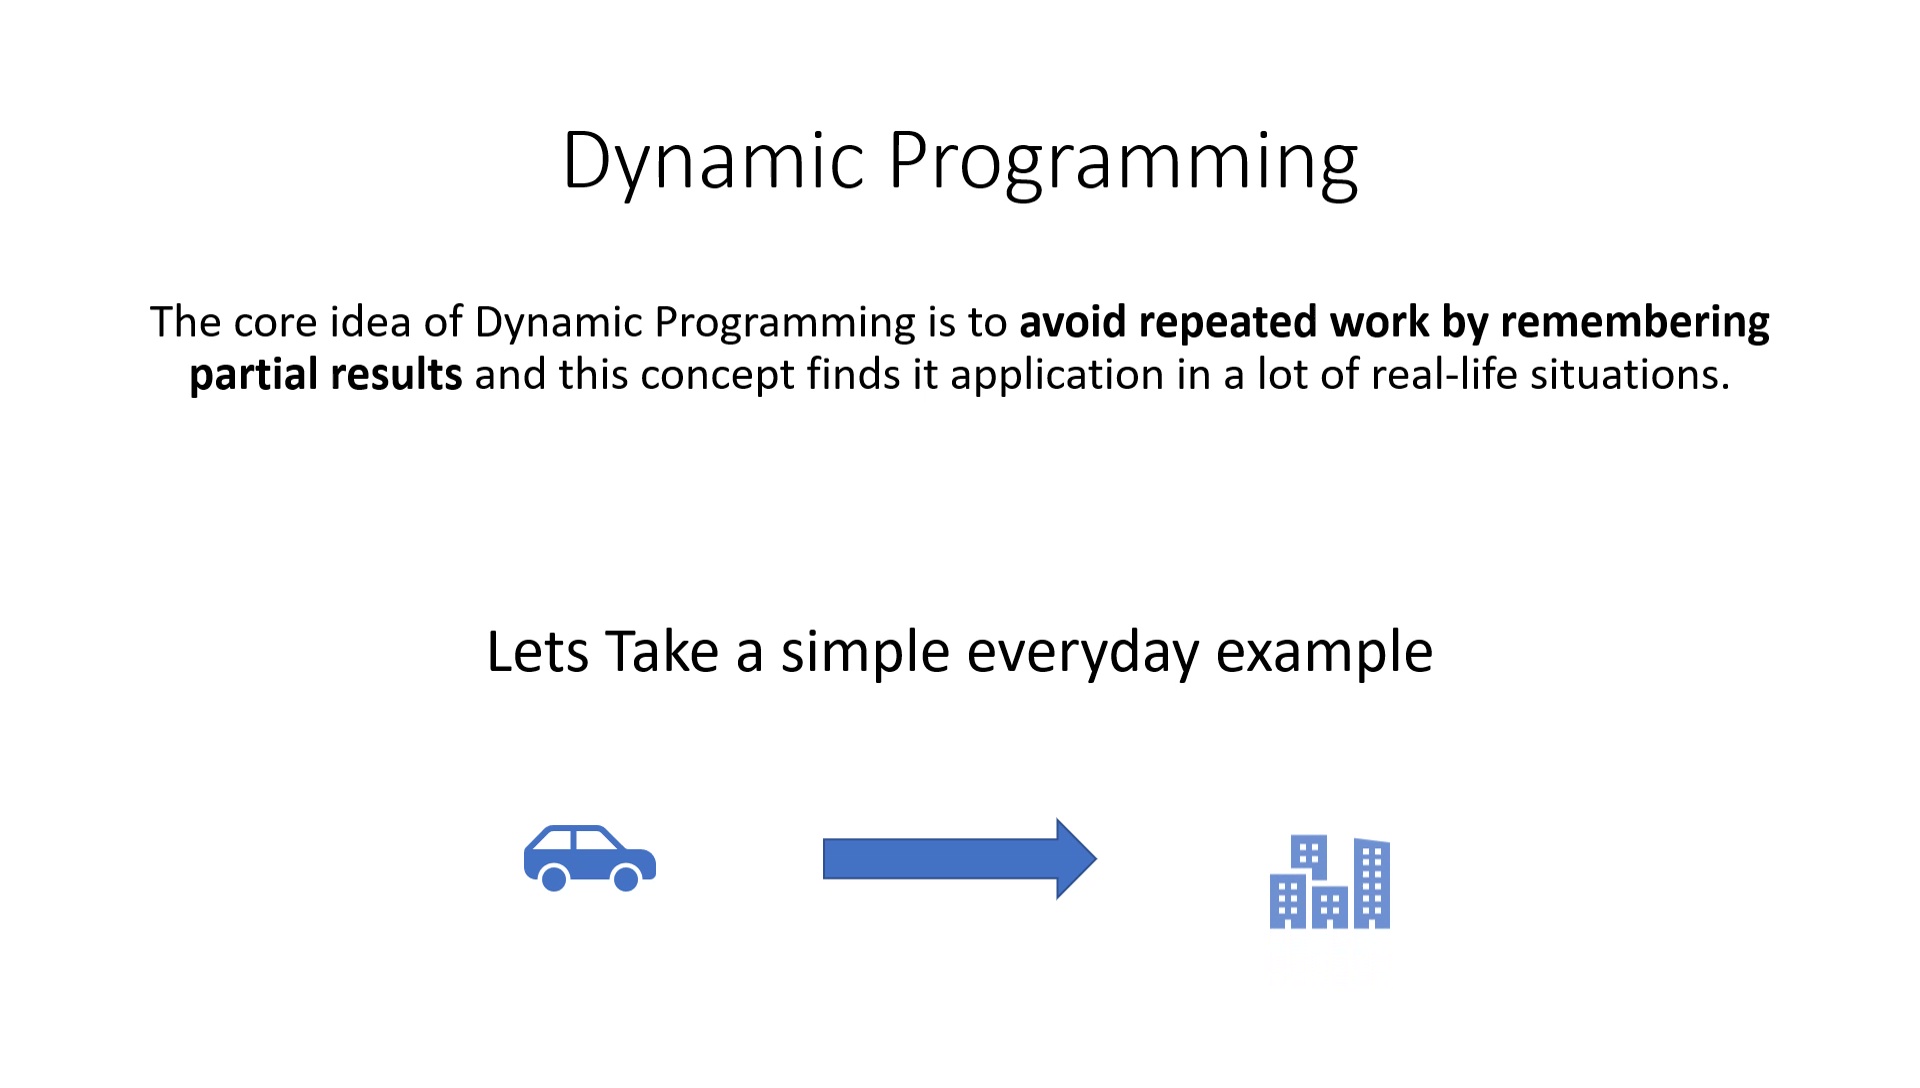 Dynamic Programming
The core idea of Dynamic Programming is to avoid repeated work by remembering
partial results and this concept finds it application in a lot of real-life situations.
Lets Take a simple everyday example